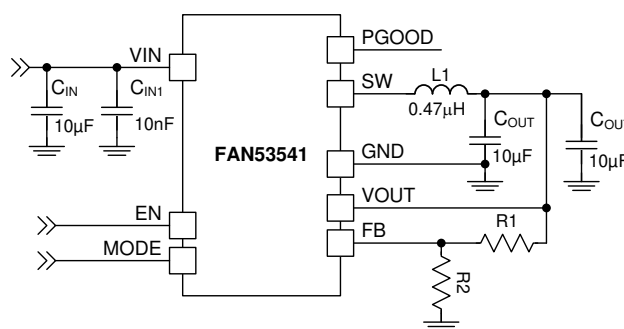 VIN
CIN
10µF
CIN1
10nF
FAN53541
EN
MODE
PGOOD
SW
L1
0.47µH
GND
COUT
10µF
COUT
10µF
VOUT
FB
R1
R2